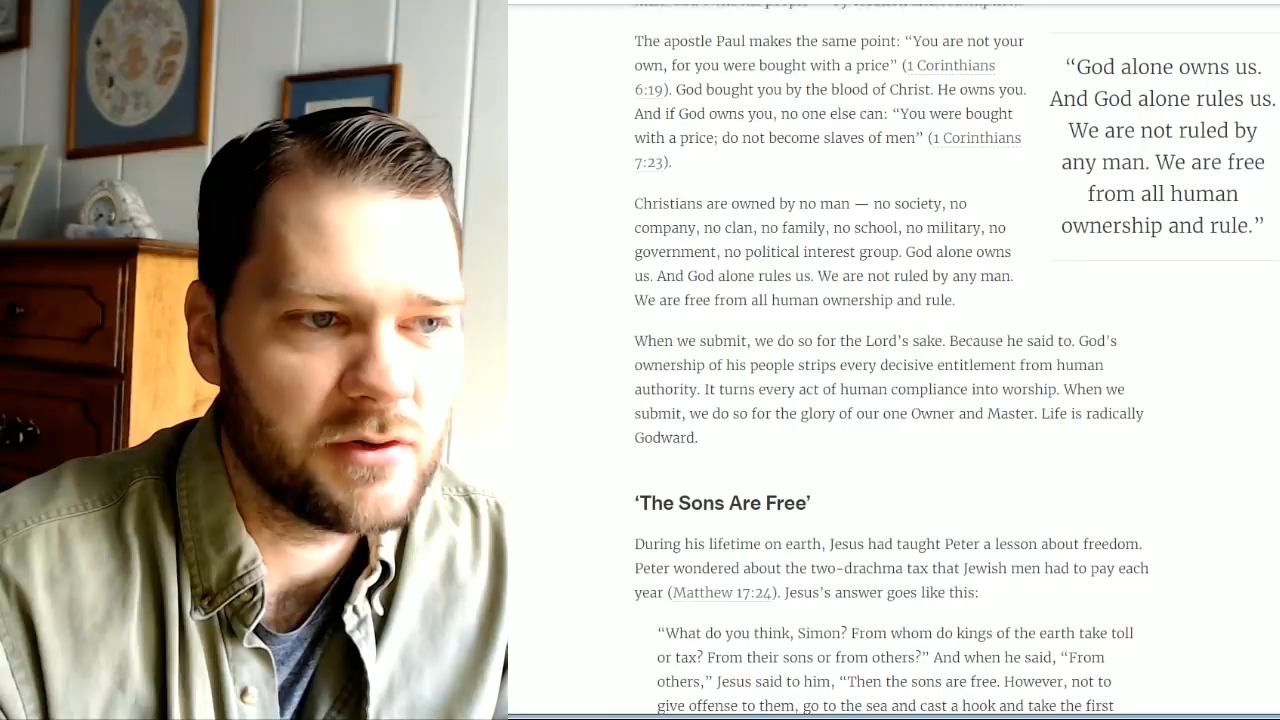 The apostle Paul makes the same point: “You are not your
own, for you were bought with a price” (1 Corinthians
6:19). God bought you by the blood of Christ. He owns you.
And if God owns you, no one else can: “You were bought
with a price; do not become slaves of men” (1 Corinthians
7:23).
Christians are owned by no man — no society, no
company, no clan, no family, no school, no military, no
government, no political interest group. God alone owns
us. And God alone rules us. We are not ruled by any man.
We are free from all human ownership and rule.
“God alone owns us.
And God alone rules us.
We are not ruled by
any man. We are free
from all human
ownership and rule.”
When we submit, we do so for the Lord’s sake. Because he said to. God’s
ownership of his people strips every decisive entitlement from human
authority. It turns every act of human compliance into worship. When we
submit, we do so for the glory of our one Owner and Master. Life is radically
Godward.
‘The Sons Are Free’
During his lifetime on earth, Jesus had taught Peter a lesson about freedom.
Peter wondered about the two-drachma tax that Jewish men had to pay each
year (Matthew 17:24). Jesus’s answer goes like this:
“What do you think, Simon? From whom do kings of the earth take toll
or tax? From their sons or from others?” And when he said, “From
others,” Jesus said to him, “Then the sons are free. However, not to
give offense to them, go to the sea and cast a hook and take the first